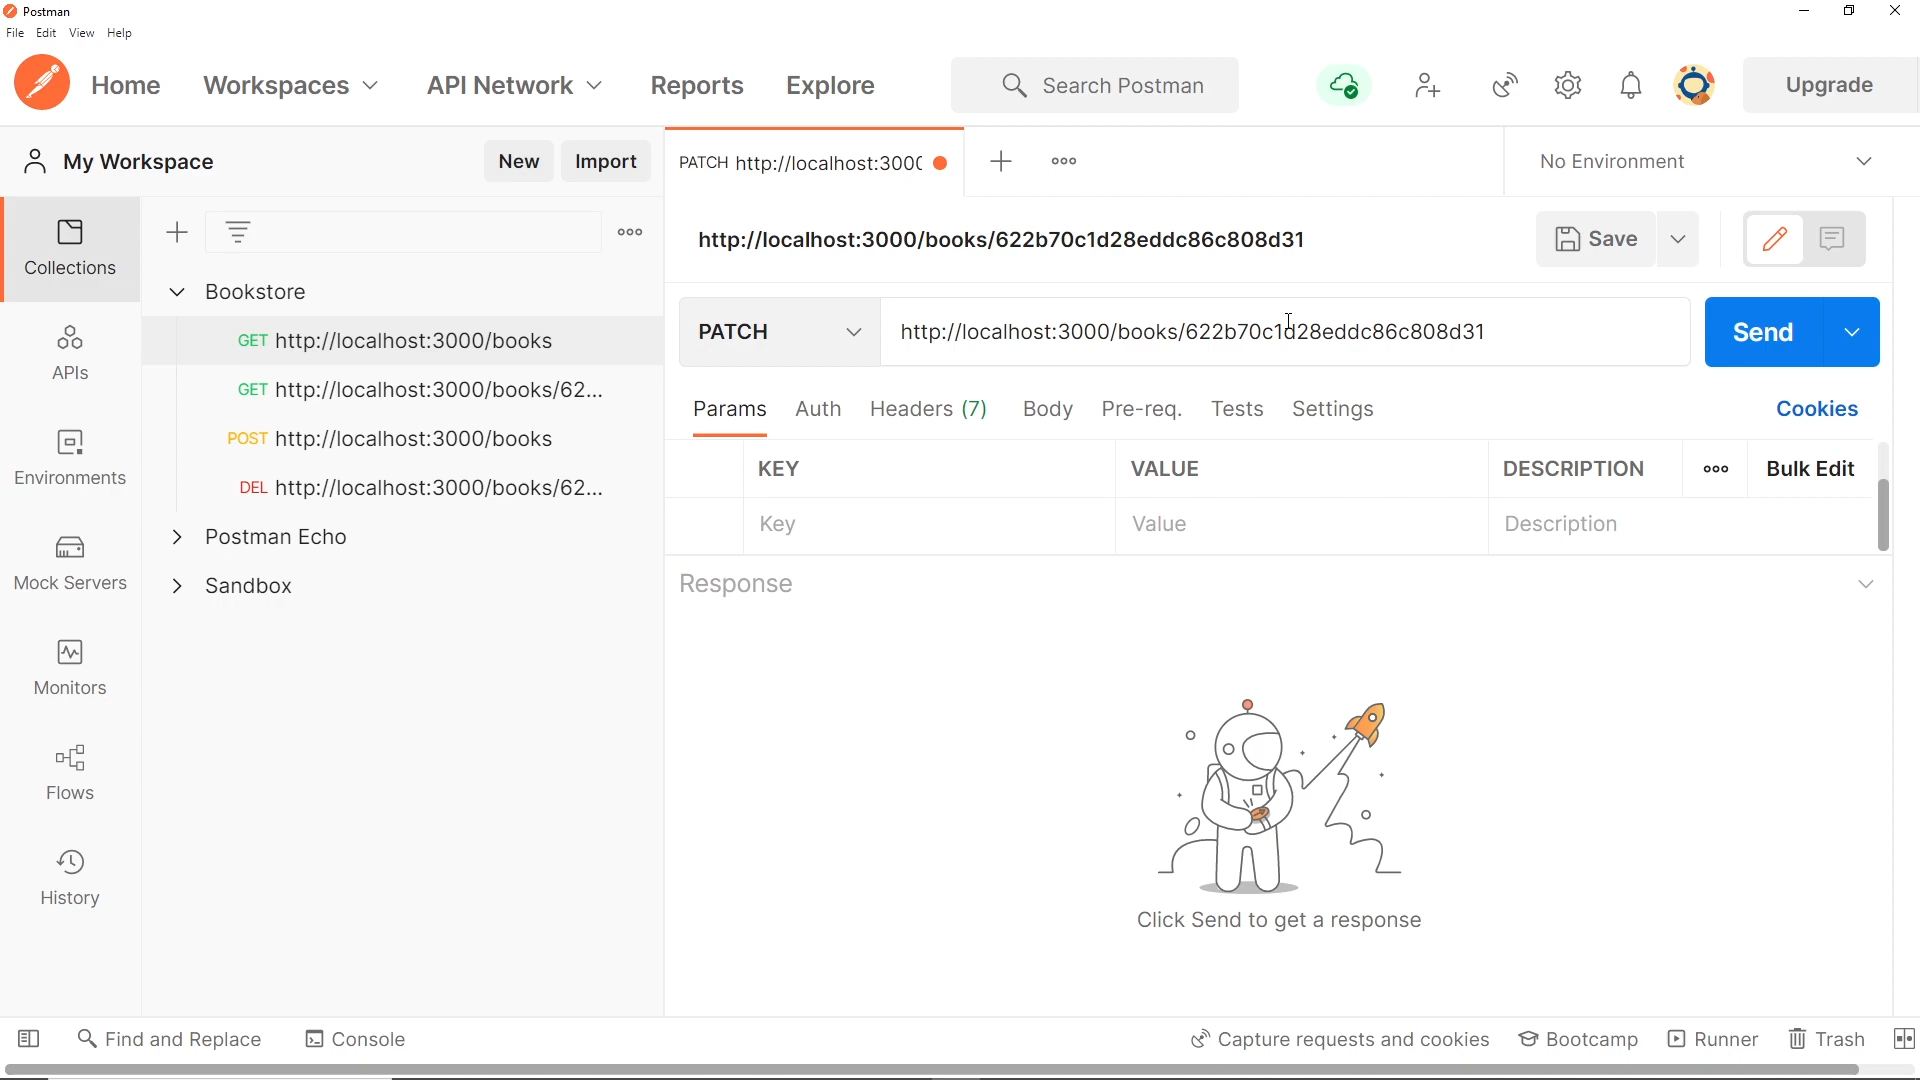 Postman
File Edit View Help
Home Workspaces API Network Reports Explore Search Postman Upgrade
My Workspace New Import PATCH http://localhost:3000 No Environment
Collections
http://localhost:3000/books/622b70c1d28eddc86c808d31 Save
Bookstore
PATCH http://localhost:3000/books/622b70c1d28eddc86c808d31 Send
GET http://localhost:3000/books
APIs
GET http://localhost:3000/books/62...
Params Auth Headers (7) Body Pre-req. Tests Settings Cookies
POST http://localhost:3000/books
KEY VALUE DESCRIPTION Bulk Edit
Environments
DEL http://localhost:3000/books/62...
Key Value Description
Postman Echo
Mock Servers
Sandbox
Response
Monitors
Flows
History
Click Send to get a response
Find and Replace Console Capture requests and cookies Bootcamp Runner Trash